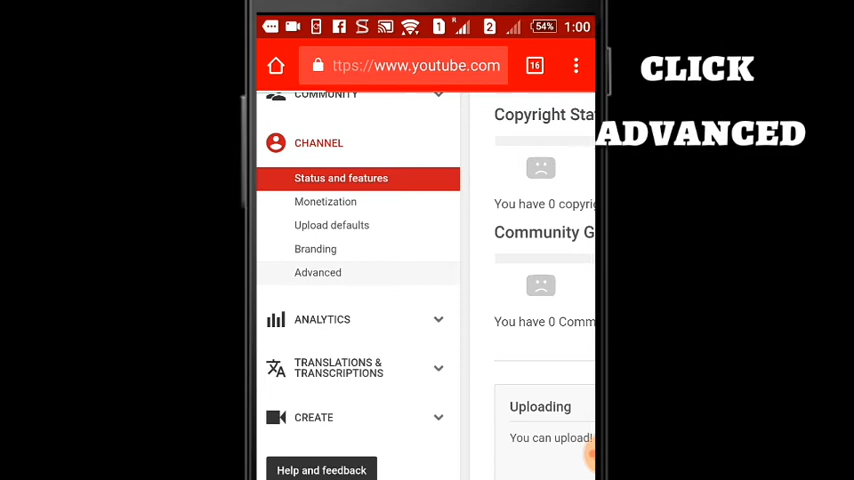 R 1 2 54% 1:00
ttps://www.youtube.com 16
CLICK
ADVANCED
COMMUNITY
CHANNEL
Status and features
Monetization
Upload defaults
Branding
Advanced
ANALYTICS
TRANSLATIONS &
TRANSCRIPTIONS
CREATE
Help and feedback
Copyright Sta
You have 0 copyri
Community G
You have 0 Comm
Uploading
You can upload!